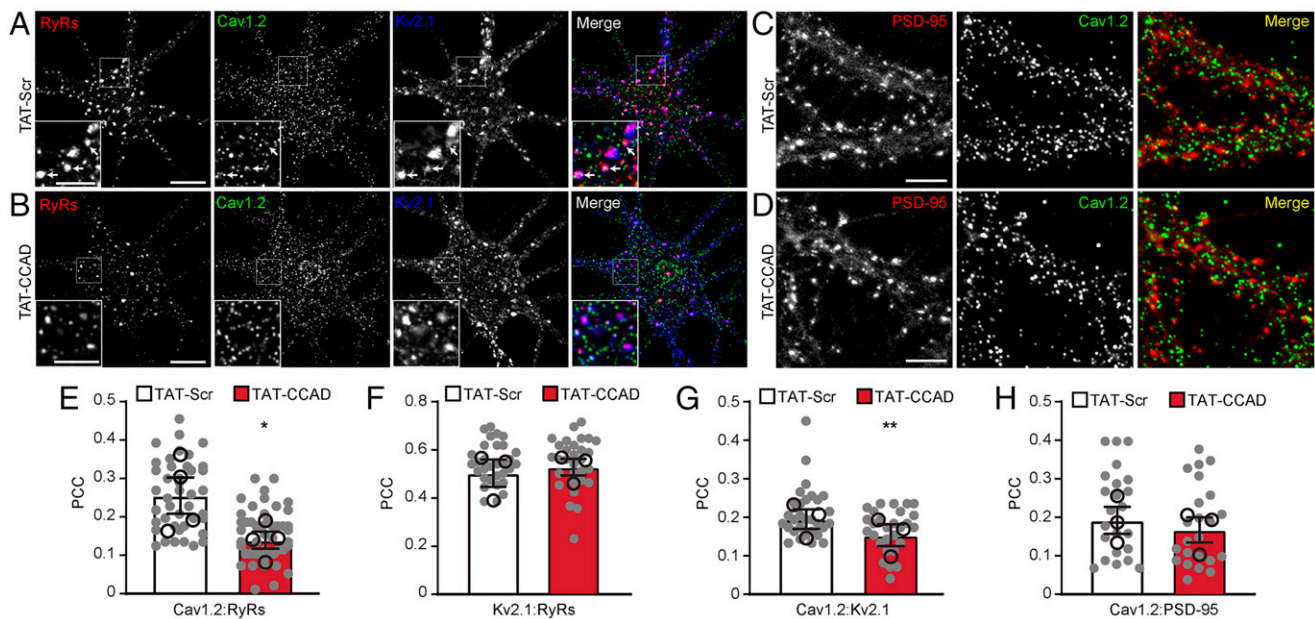 A RyRs Cav1.2 Kv2.1 Merge
TAT-Scr
B RyRs Cav1.2 Kv2.1 Merge
TAT-CCAD
C PSD-95 Cav1.2 Merge
TAT-Scr
D PSD-95 Cav1.2 Merge
TAT-CCAD
E TAT-Scr TAT-CCAD
PCC
0.5
0.4
0.3
0.2
0.1
0
*
Cav1.2:RyRs
F TAT-Scr TAT-CCAD
PCC
0.8
0.6
0.4
0.2
0
Kv2.1:RyRs
G TAT-Scr TAT-CCAD
PCC
0.5
0.4
0.3
0.2
0.1
0
**
Cav1.2:Kv2.1
H TAT-Scr TAT-CCAD
PCC
0.5
0.4
0.3
0.2
0.1
0
Cav1.2:PSD-95